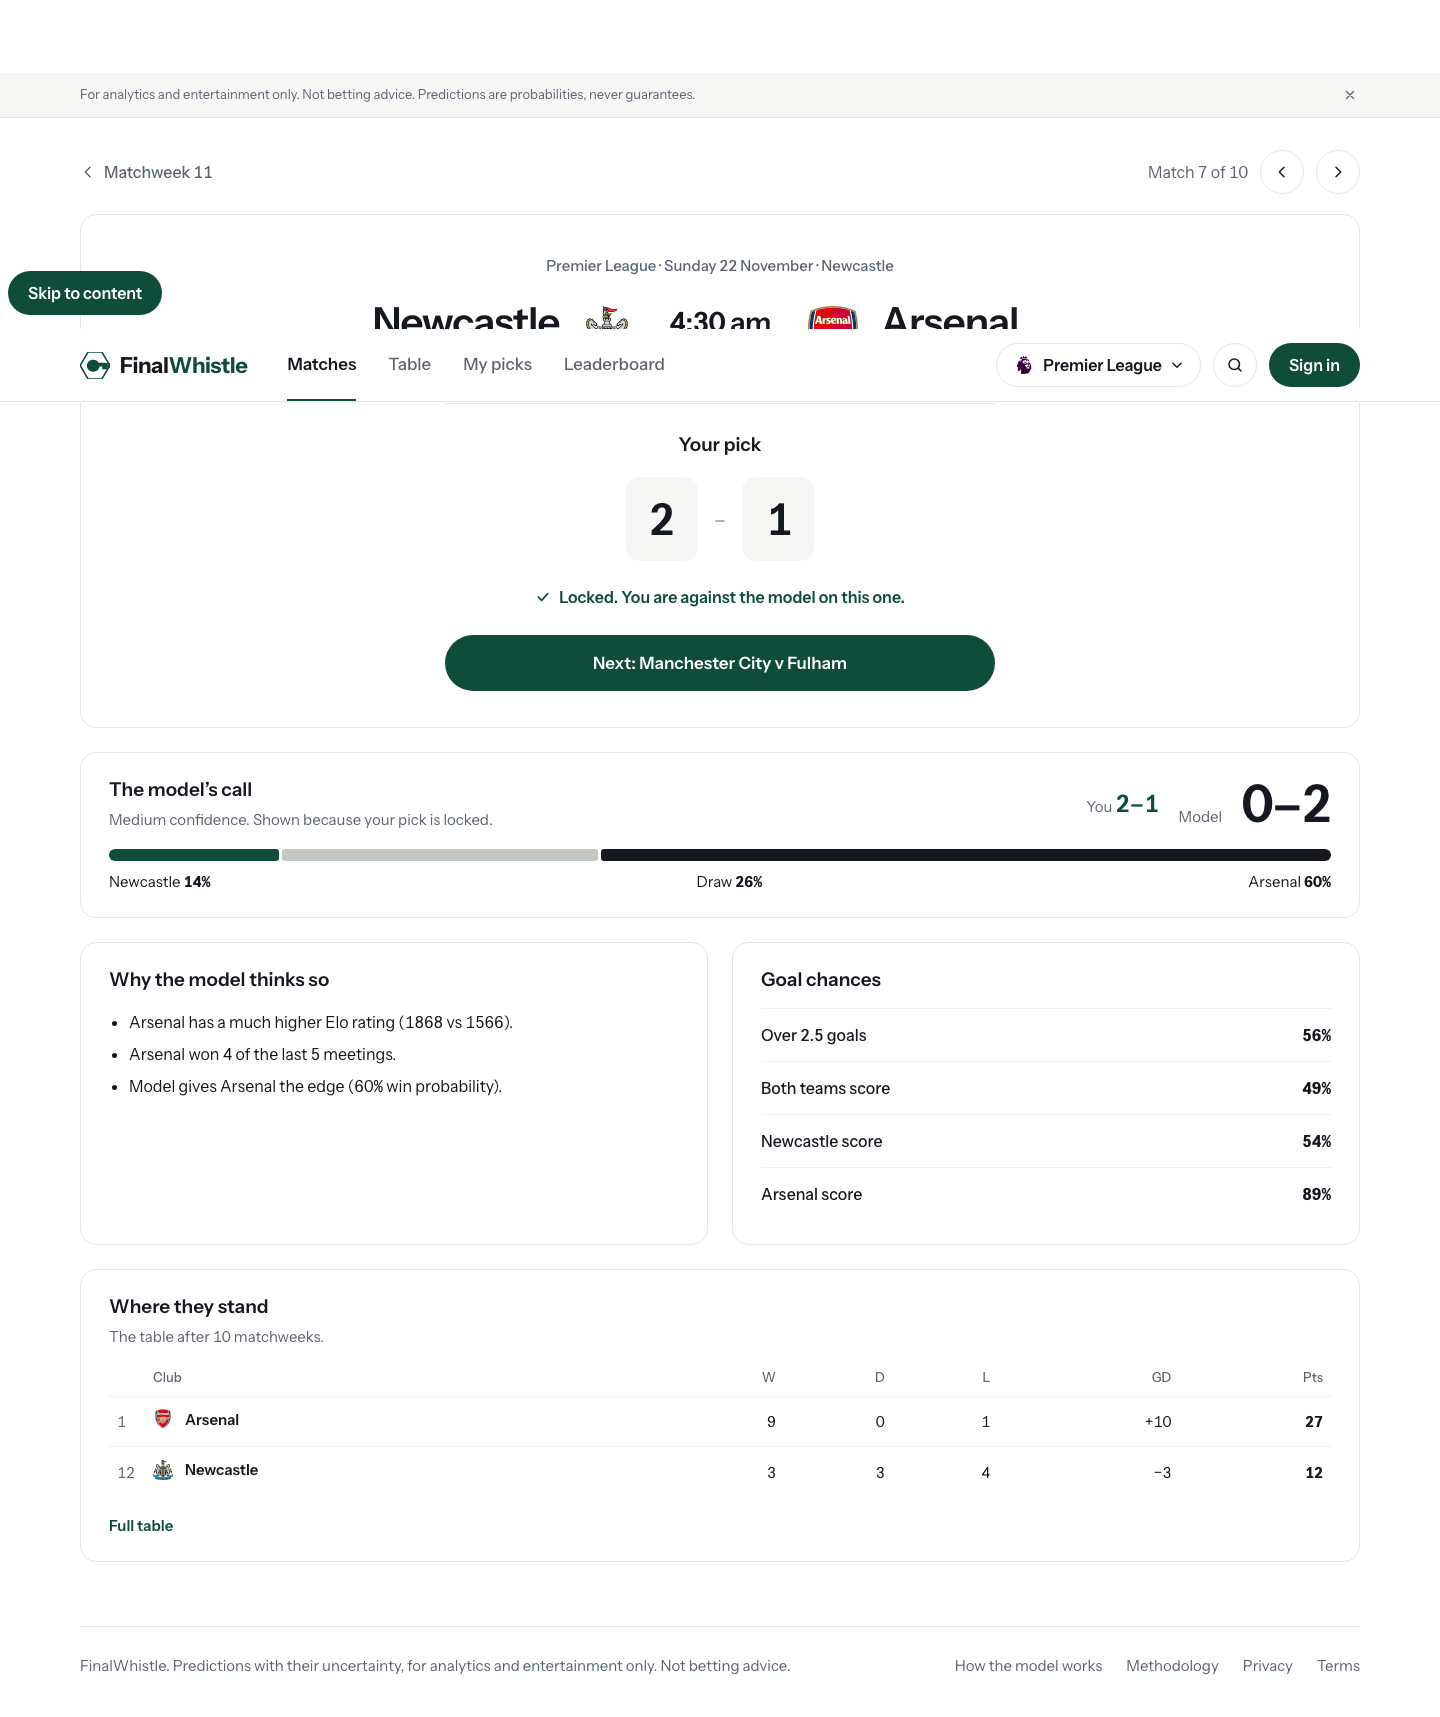 For analytics and entertainment only. Not betting advice. Predictions are probabilities, never guarantees.
Matchweek 11
Match 7 of 10
Premier League · Sunday 22 November · Newcastle
Skip to content
Newcastle 4:30 am Arsenal Arsenal
FinalWhistle Matches Table My picks Leaderboard Premier League Sign in
Your pick
2 – 1
Locked. You are against the model on this one.
Next: Manchester City v Fulham
The model’s call
Medium confidence. Shown because your pick is locked.
You 2–1 Model 0–2
Newcastle 14% Draw 26% Arsenal 60%
Why the model thinks so
• Arsenal has a much higher Elo rating (1868 vs 1566).
• Arsenal won 4 of the last 5 meetings.
• Model gives Arsenal the edge (60% win probability).
Goal chances
Over 2.5 goals 56%
Both teams score 49%
Newcastle score 54%
Arsenal score 89%
Where they stand
The table after 10 matchweeks.
Club W D L GD Pts
1 Arsenal 9 0 1 +10 27
12 Newcastle 3 3 4 −3 12
Full table
FinalWhistle. Predictions with their uncertainty, for analytics and entertainment only. Not betting advice.
How the model works Methodology Privacy Terms